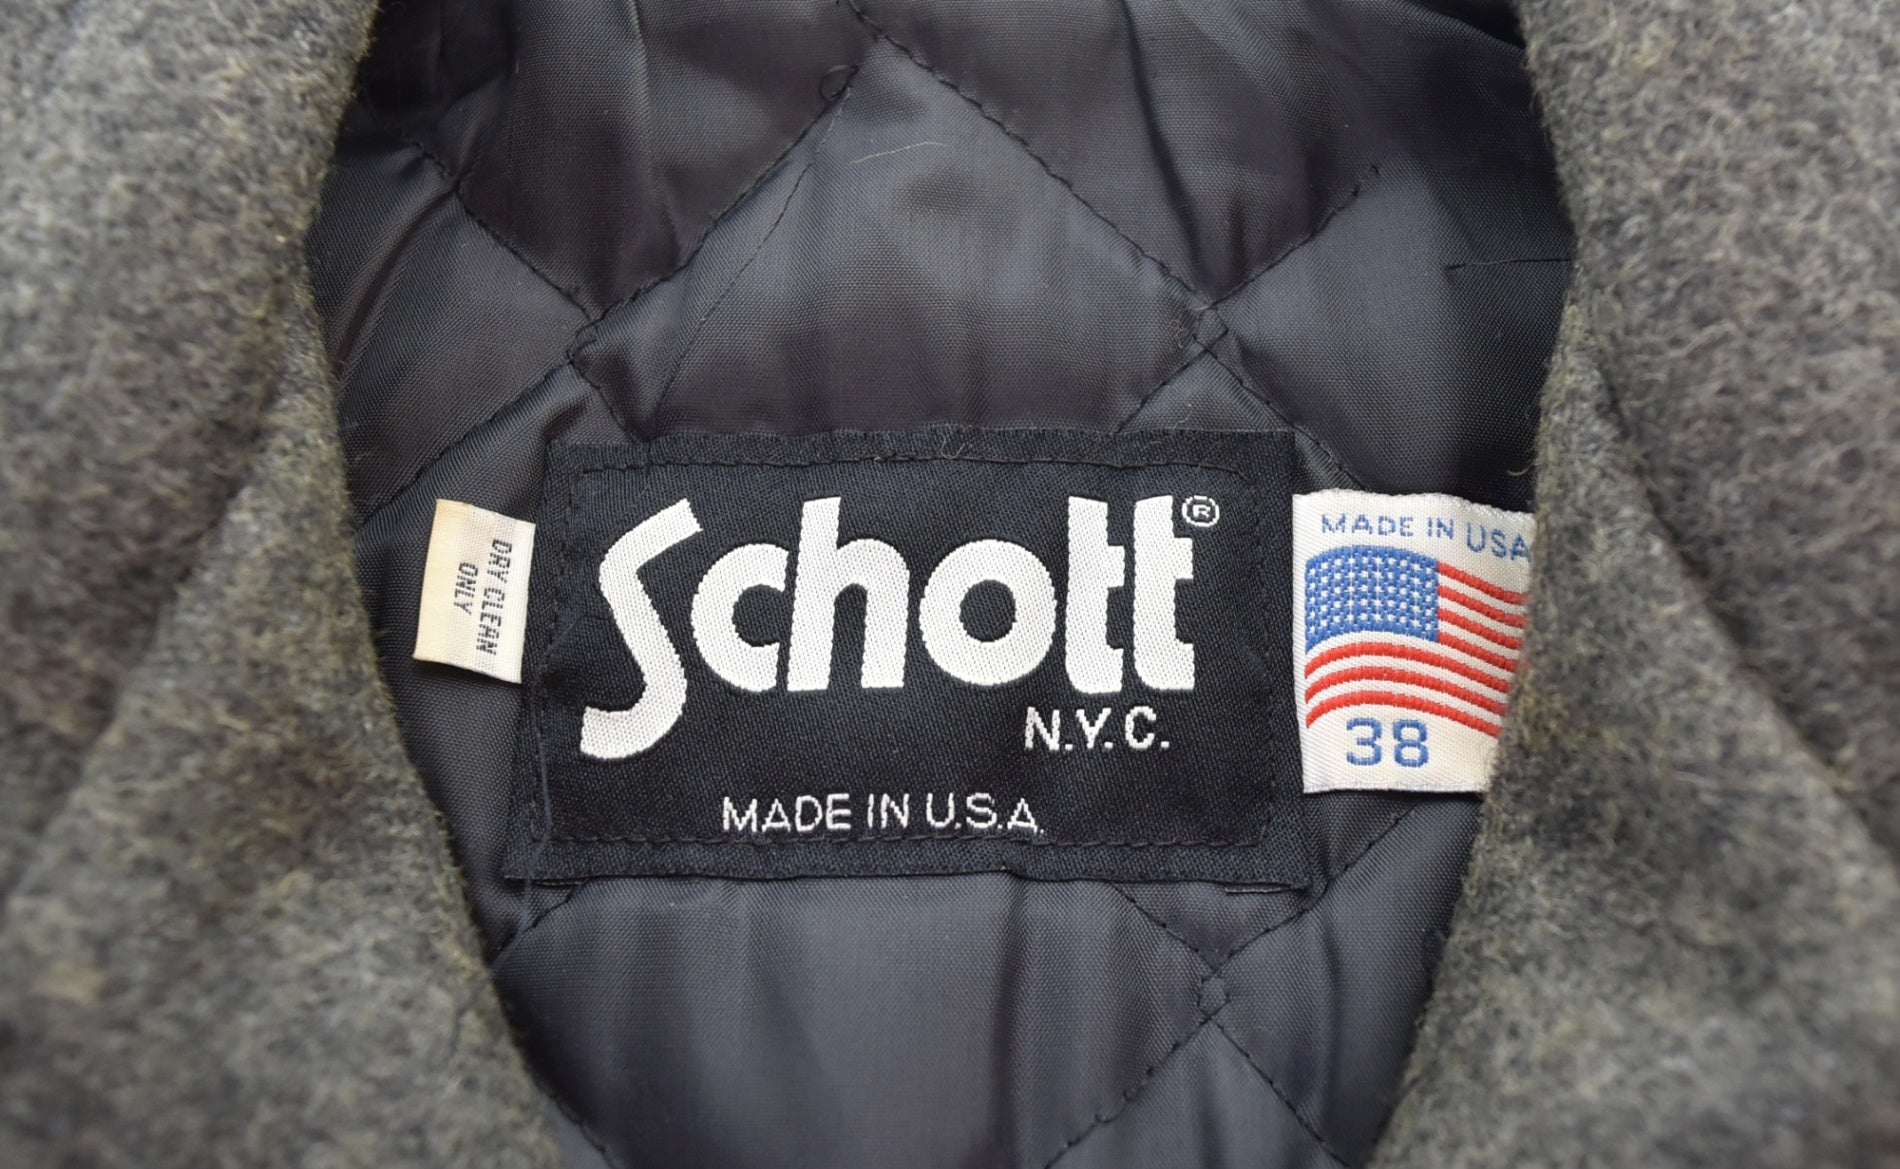 DRY CLEAN
ONLY
Schott®
N.Y.C.
MADE IN U.S.A.
MADE IN USA
38